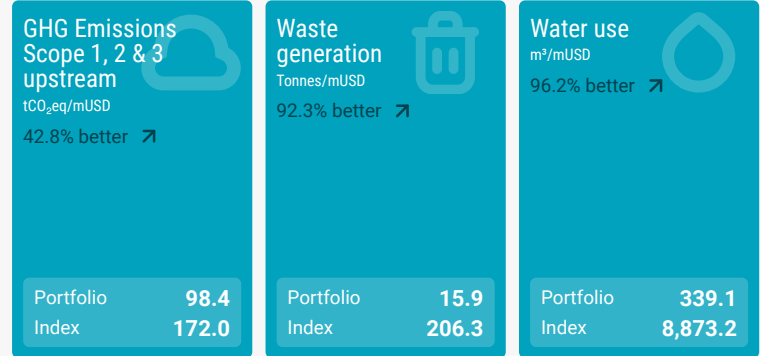 GHG Emissions
Scope 1, 2 & 3
upstream
tCO₂eq/mUSD
42.8% better
Portfolio 98.4
Index 172.0
Waste
generation
Tonnes/mUSD
92.3% better
Portfolio 15.9
Index 206.3
Water use
m³/mUSD
96.2% better
Portfolio 339.1
Index 8,873.2